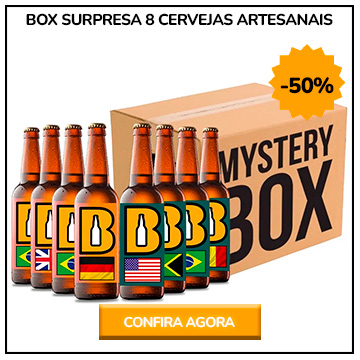 BOX SURPRESA 8 CERVEJAS ARTESANAIS
-50%
MYSTERY
BOX
B B
CONFIRA AGORA